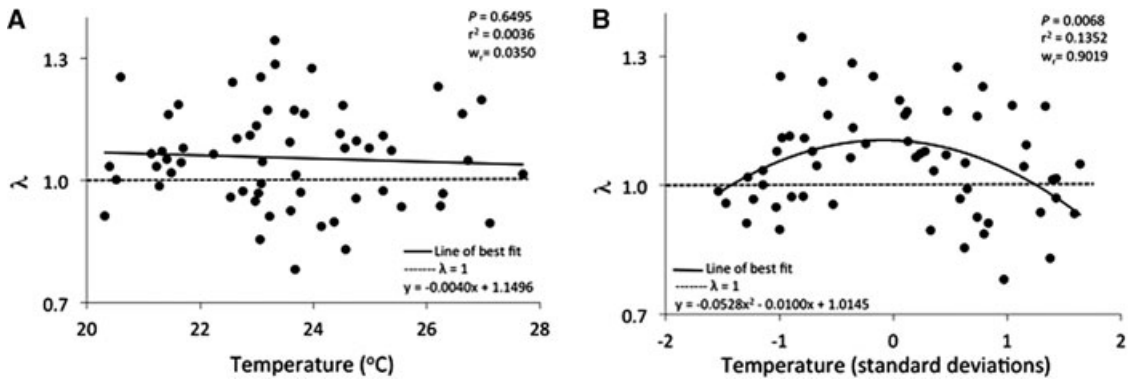 A
P = 0.6495
r² = 0.0036
wᵣ= 0.0350
1.3
λ
1.0
0.7
Line of best fit
λ = 1
y = -0.0040x + 1.1496
20
22
24
26
28
Temperature (°C)
B
P = 0.0068
r² = 0.1352
wᵣ= 0.9019
1.3
λ
1.0
0.7
Line of best fit
λ = 1
y = -0.0528x² - 0.0100x + 1.0145
-2
-1
0
1
2
Temperature (standard deviations)